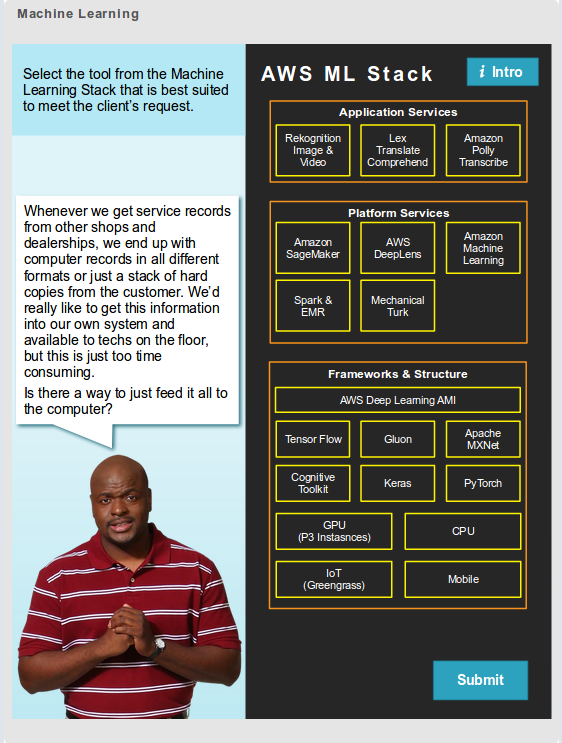 Machine Learning
Select the tool from the Machine
Learning Stack that is best suited
to meet the client's request.
Whenever we get service records
from other shops and
dealerships, we end up with
computer records in all different
formats or just a stack of hard
copies from the customer. We'd
really like to get this information
into our own system and
available to techs on the floor,
but this is just too time
consuming.
Is there a way to just feed it all to
the computer?
AWS ML Stack
i Intro
Application Services
Rekognition
Image &
Video
Lex
Translate
Comprehend
Amazon
Polly
Transcribe
Platform Services
Amazon
SageMaker
AWS
DeepLens
Amazon
Machine
Learning
Spark &
EMR
Mechanical
Turk
Frameworks & Structure
AWS Deep Learning AMI
Tensor Flow
Gluon
Apache
MXNet
Cognitive
Toolkit
Keras
PyTorch
GPU
(P3 Instasnces)
CPU
IoT
(Greengrass)
Mobile
Submit